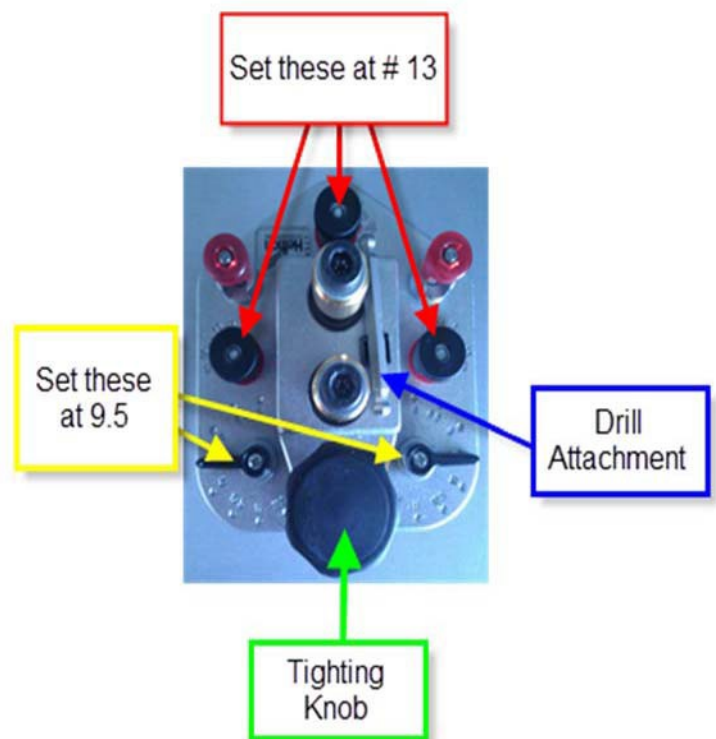 Set these at # 13
Set these
at 9.5
Drill
Attachment
Tighting
Knob